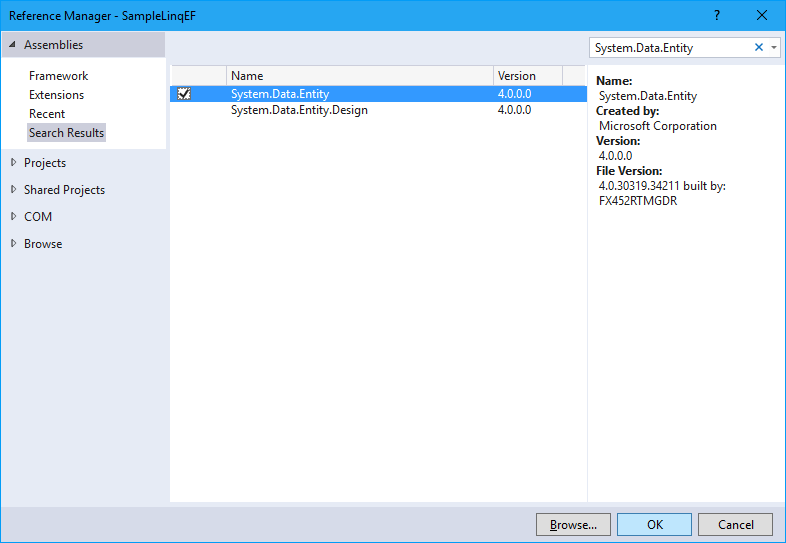 Reference Manager - SampleLinqEF
?
Assemblies
Framework
Extensions
Recent
Search Results
Projects
Shared Projects
COM
Browse
Name Version
System.Data.Entity 4.0.0.0
System.Data.Entity.Design 4.0.0.0
System.Data.Entity
Name:
System.Data.Entity
Created by:
Microsoft Corporation
Version:
4.0.0.0
File Version:
4.0.30319.34211 built by:
FX452RTMGDR
Browse... OK Cancel